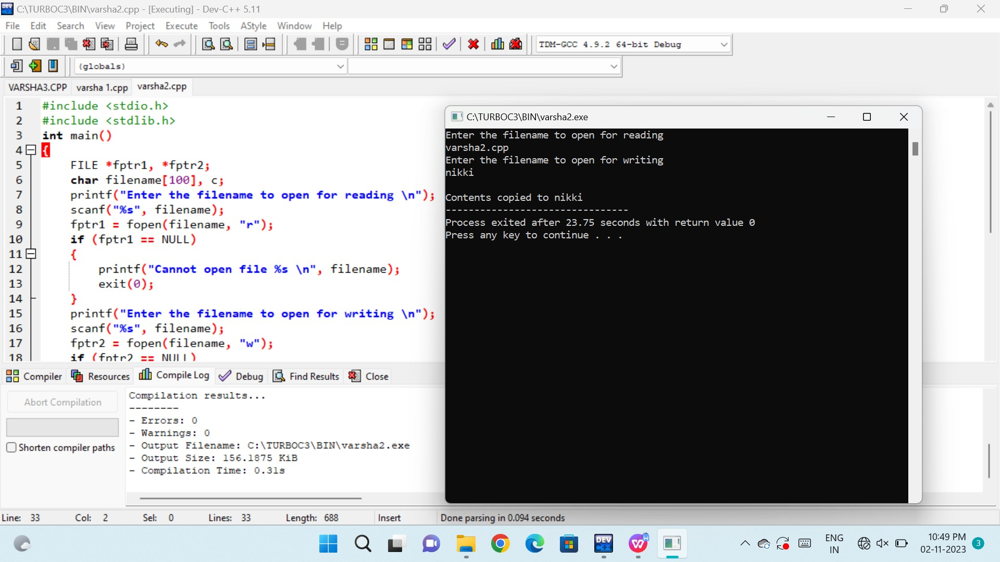 C:\TURBOC3\BIN\varsha2.cpp - [Executing] - Dev-C++ 5.11
File Edit Search View Project Execute Tools AStyle Window Help
TDM-GCC 4.9.2 64-bit Debug
(globals)
VARSHA3.CPP varsha 1.cpp varsha2.cpp
1 #include <stdio.h>
2 #include <stdlib.h>
3 int main()
4 {
5 FILE *fptr1, *fptr2;
6 char filename[100], c;
7 printf("Enter the filename to open for reading \n");
8 scanf("%s", filename);
9 fptr1 = fopen(filename, "r");
10 if (fptr1 == NULL)
11 {
12 printf("Cannot open file %s \n", filename);
13 exit(0);
14 }
15 printf("Enter the filename to open for writing \n");
16 scanf("%s", filename);
17 fptr2 = fopen(filename, "w");
18 if (fptr2 == NULL)
C:\TURBOC3\BIN\varsha2.exe
Enter the filename to open for reading
varsha2.cpp
Enter the filename to open for writing
nikki
Contents copied to nikki
--------------------------------
Process exited after 23.75 seconds with return value 0
Press any key to continue . . .
Compiler Resources Compile Log Debug Find Results Close
Abort Compilation
Shorten compiler paths
Compilation results...
--------
- Errors: 0
- Warnings: 0
- Output Filename: C:\TURBOC3\BIN\varsha2.exe
- Output Size: 156.1875 KiB
- Compilation Time: 0.31s
Line: 33 Col: 2 Sel: 0 Lines: 33 Length: 688 Insert Done parsing in 0.094 seconds
DEV C++
W
ENG
IN
10:49 PM
02-11-2023
3